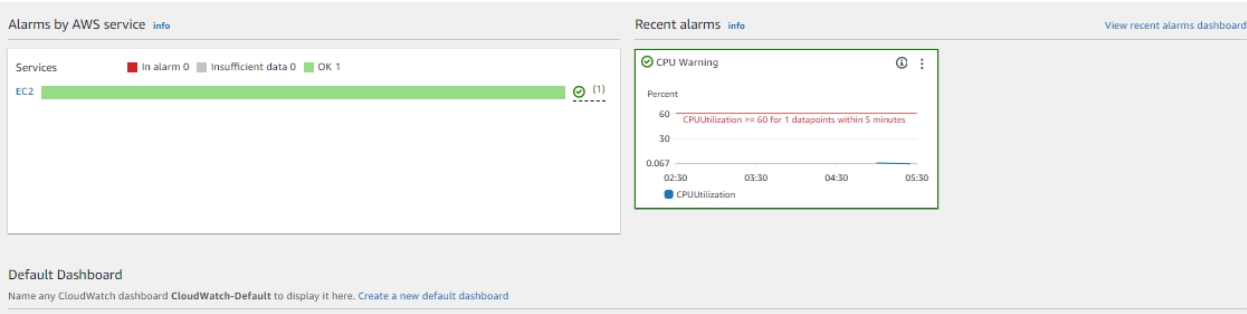 Alarms by AWS service info
Services In alarm 0 Insufficient data 0 OK 1
EC2 (1)
Recent alarms info View recent alarms dashboard
CPU Warning
Percent
60 CPUUtilization >= 60 for 1 datapoints within 5 minutes
30
0.067
02:30 03:30 04:30 05:30
CPUUtilization
Default Dashboard
Name any CloudWatch dashboard CloudWatch-Default to display it here. Create a new default dashboard